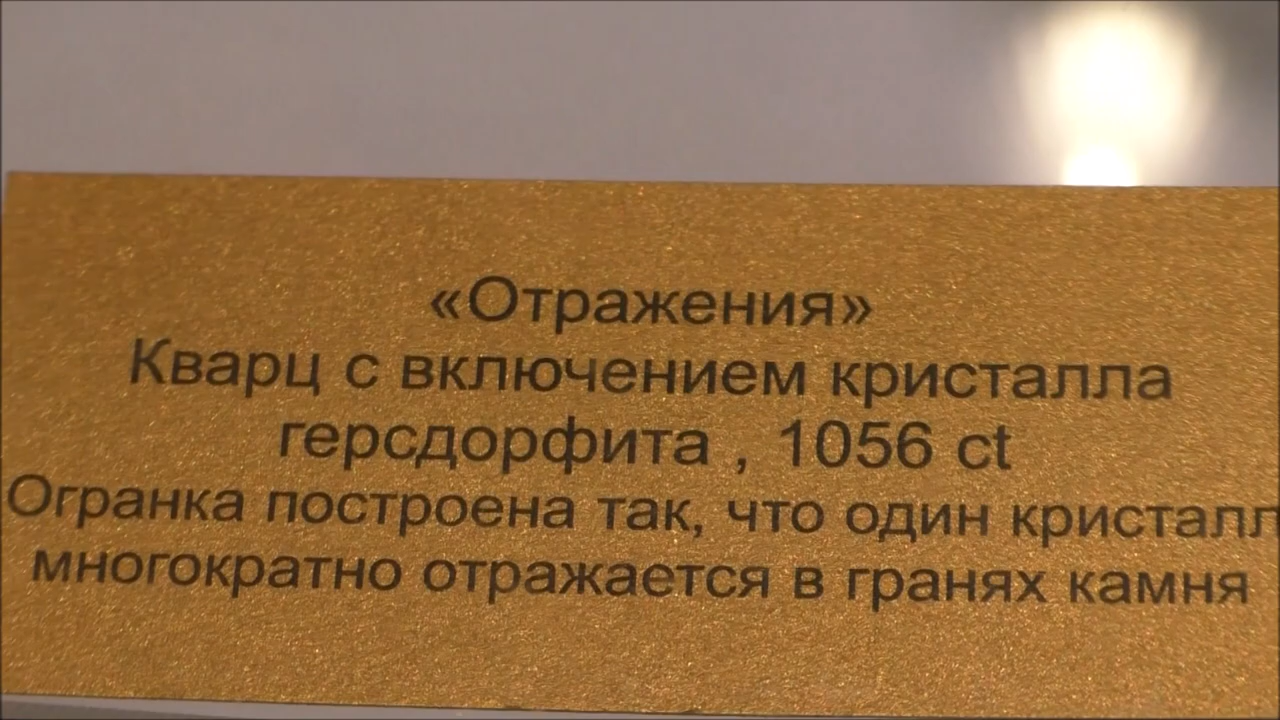 «Отражения»
Кварц с включением кристалла
герсдорфита , 1056 ct
Огранка построена так, что один кристалл
многократно отражается в гранях камня